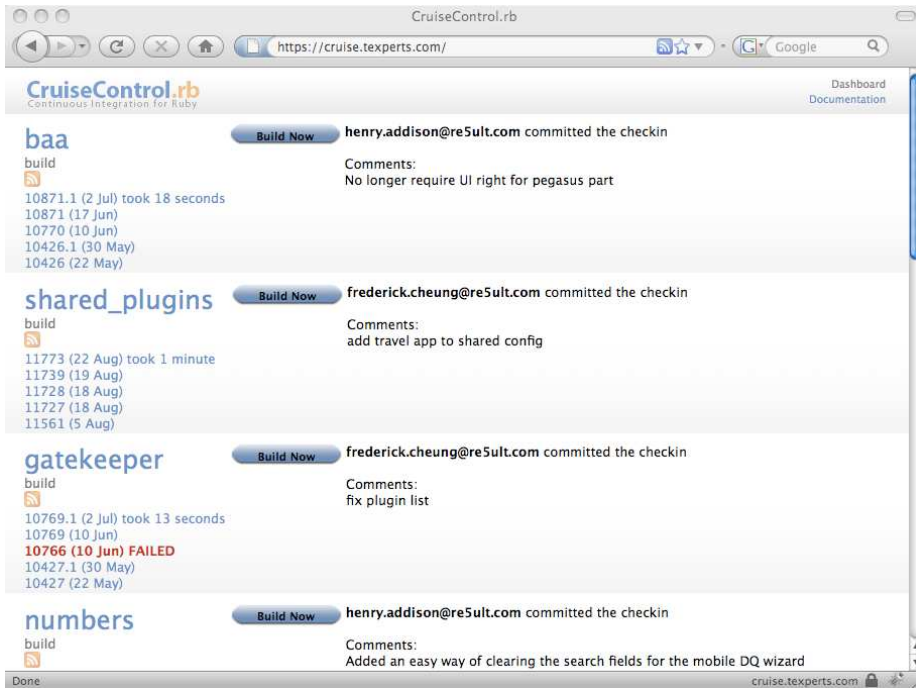 CruiseControl.rb
https://cruise.texperts.com/
Google
CruiseControl.rb
Continuous Integration for Ruby
Dashboard
Documentation
baa
build
10871.1 (2 Jul) took 18 seconds
10871 (17 Jun)
10770 (10 Jun)
10426.1 (30 May)
10426 (22 May)
Build Now
henry.addison@re5ult.com committed the checkin
Comments:
No longer require UI right for pegasus part
shared_plugins
build
11773 (22 Aug) took 1 minute
11739 (19 Aug)
11728 (18 Aug)
11727 (18 Aug)
11561 (5 Aug)
Build Now
frederick.cheung@re5ult.com committed the checkin
Comments:
add travel app to shared config
gatekeeper
build
10769.1 (2 Jul) took 13 seconds
10769 (10 Jun)
10766 (10 Jun) FAILED
10427.1 (30 May)
10427 (22 May)
Build Now
frederick.cheung@re5ult.com committed the checkin
Comments:
fix plugin list
numbers
build
Build Now
henry.addison@re5ult.com committed the checkin
Comments:
Added an easy way of clearing the search fields for the mobile DQ wizard
Done
cruise.texperts.com